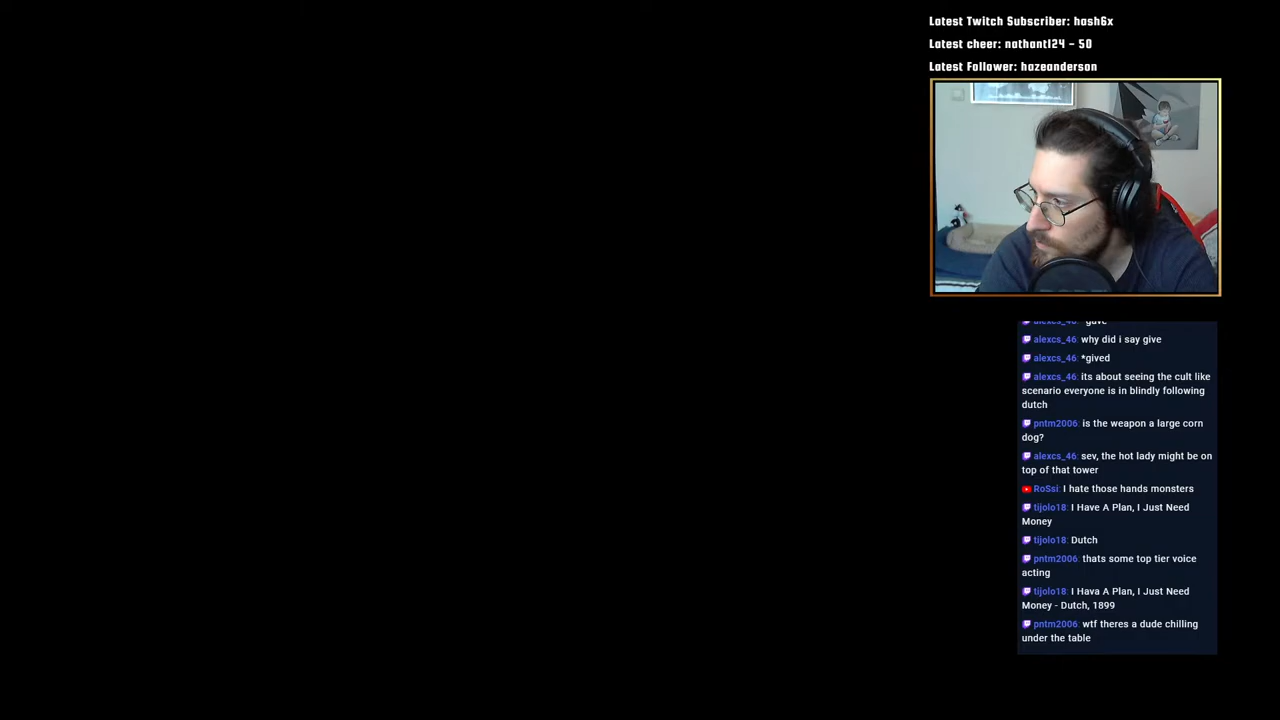 Latest Twitch Subscriber: hash6x
Latest cheer: nathant124 - 50
Latest Follower: hazeanderson
alexcs_46: *gave
alexcs_46: why did i say give
alexcs_46: *gived
alexcs_46: its about seeing the cult like
scenario everyone is in blindly following
dutch
pntm2006: is the weapon a large corn
dog?
alexcs_46: sev, the hot lady might be on
top of that tower
RoSsi: I hate those hands monsters
tijolo18: I Have A Plan, I Just Need
Money
tijolo18: Dutch
pntm2006: thats some top tier voice
acting
tijolo18: I Hava A Plan, I Just Need
Money - Dutch, 1899
pntm2006: wtf theres a dude chilling
under the table